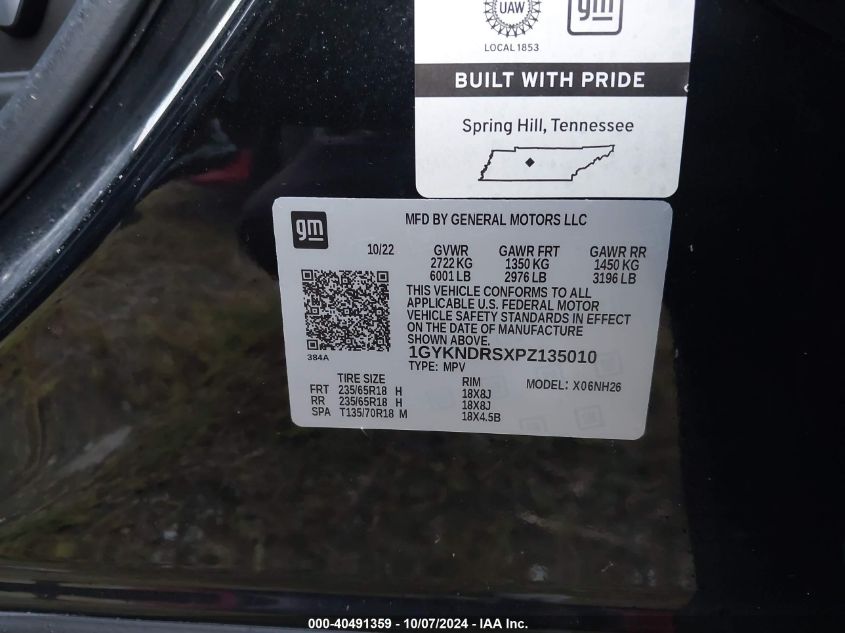 UAW
gm
LOCAL 1853
BUILT WITH PRIDE
Spring Hill, Tennessee
gm
MFD BY GENERAL MOTORS LLC
10/22 GVWR GAWR FRT GAWR RR
2722 KG 1350 KG 1450 KG
6001 LB 2976 LB 3196 LB
THIS VEHICLE CONFORMS TO ALL
APPLICABLE U.S. FEDERAL MOTOR
VEHICLE SAFETY STANDARDS IN EFFECT
ON THE DATE OF MANUFACTURE
SHOWN ABOVE.
384A
1GYKNDRSXPZ135010
TYPE: MPV
TIRE SIZE RIM MODEL: X06NH26
FRT 235/65R18 H 18X8J
RR 235/65R18 H 18X8J
SPA T135/70R18 M 18X4.5B
000-40491359 - 10/07/2024 - IAA Inc.